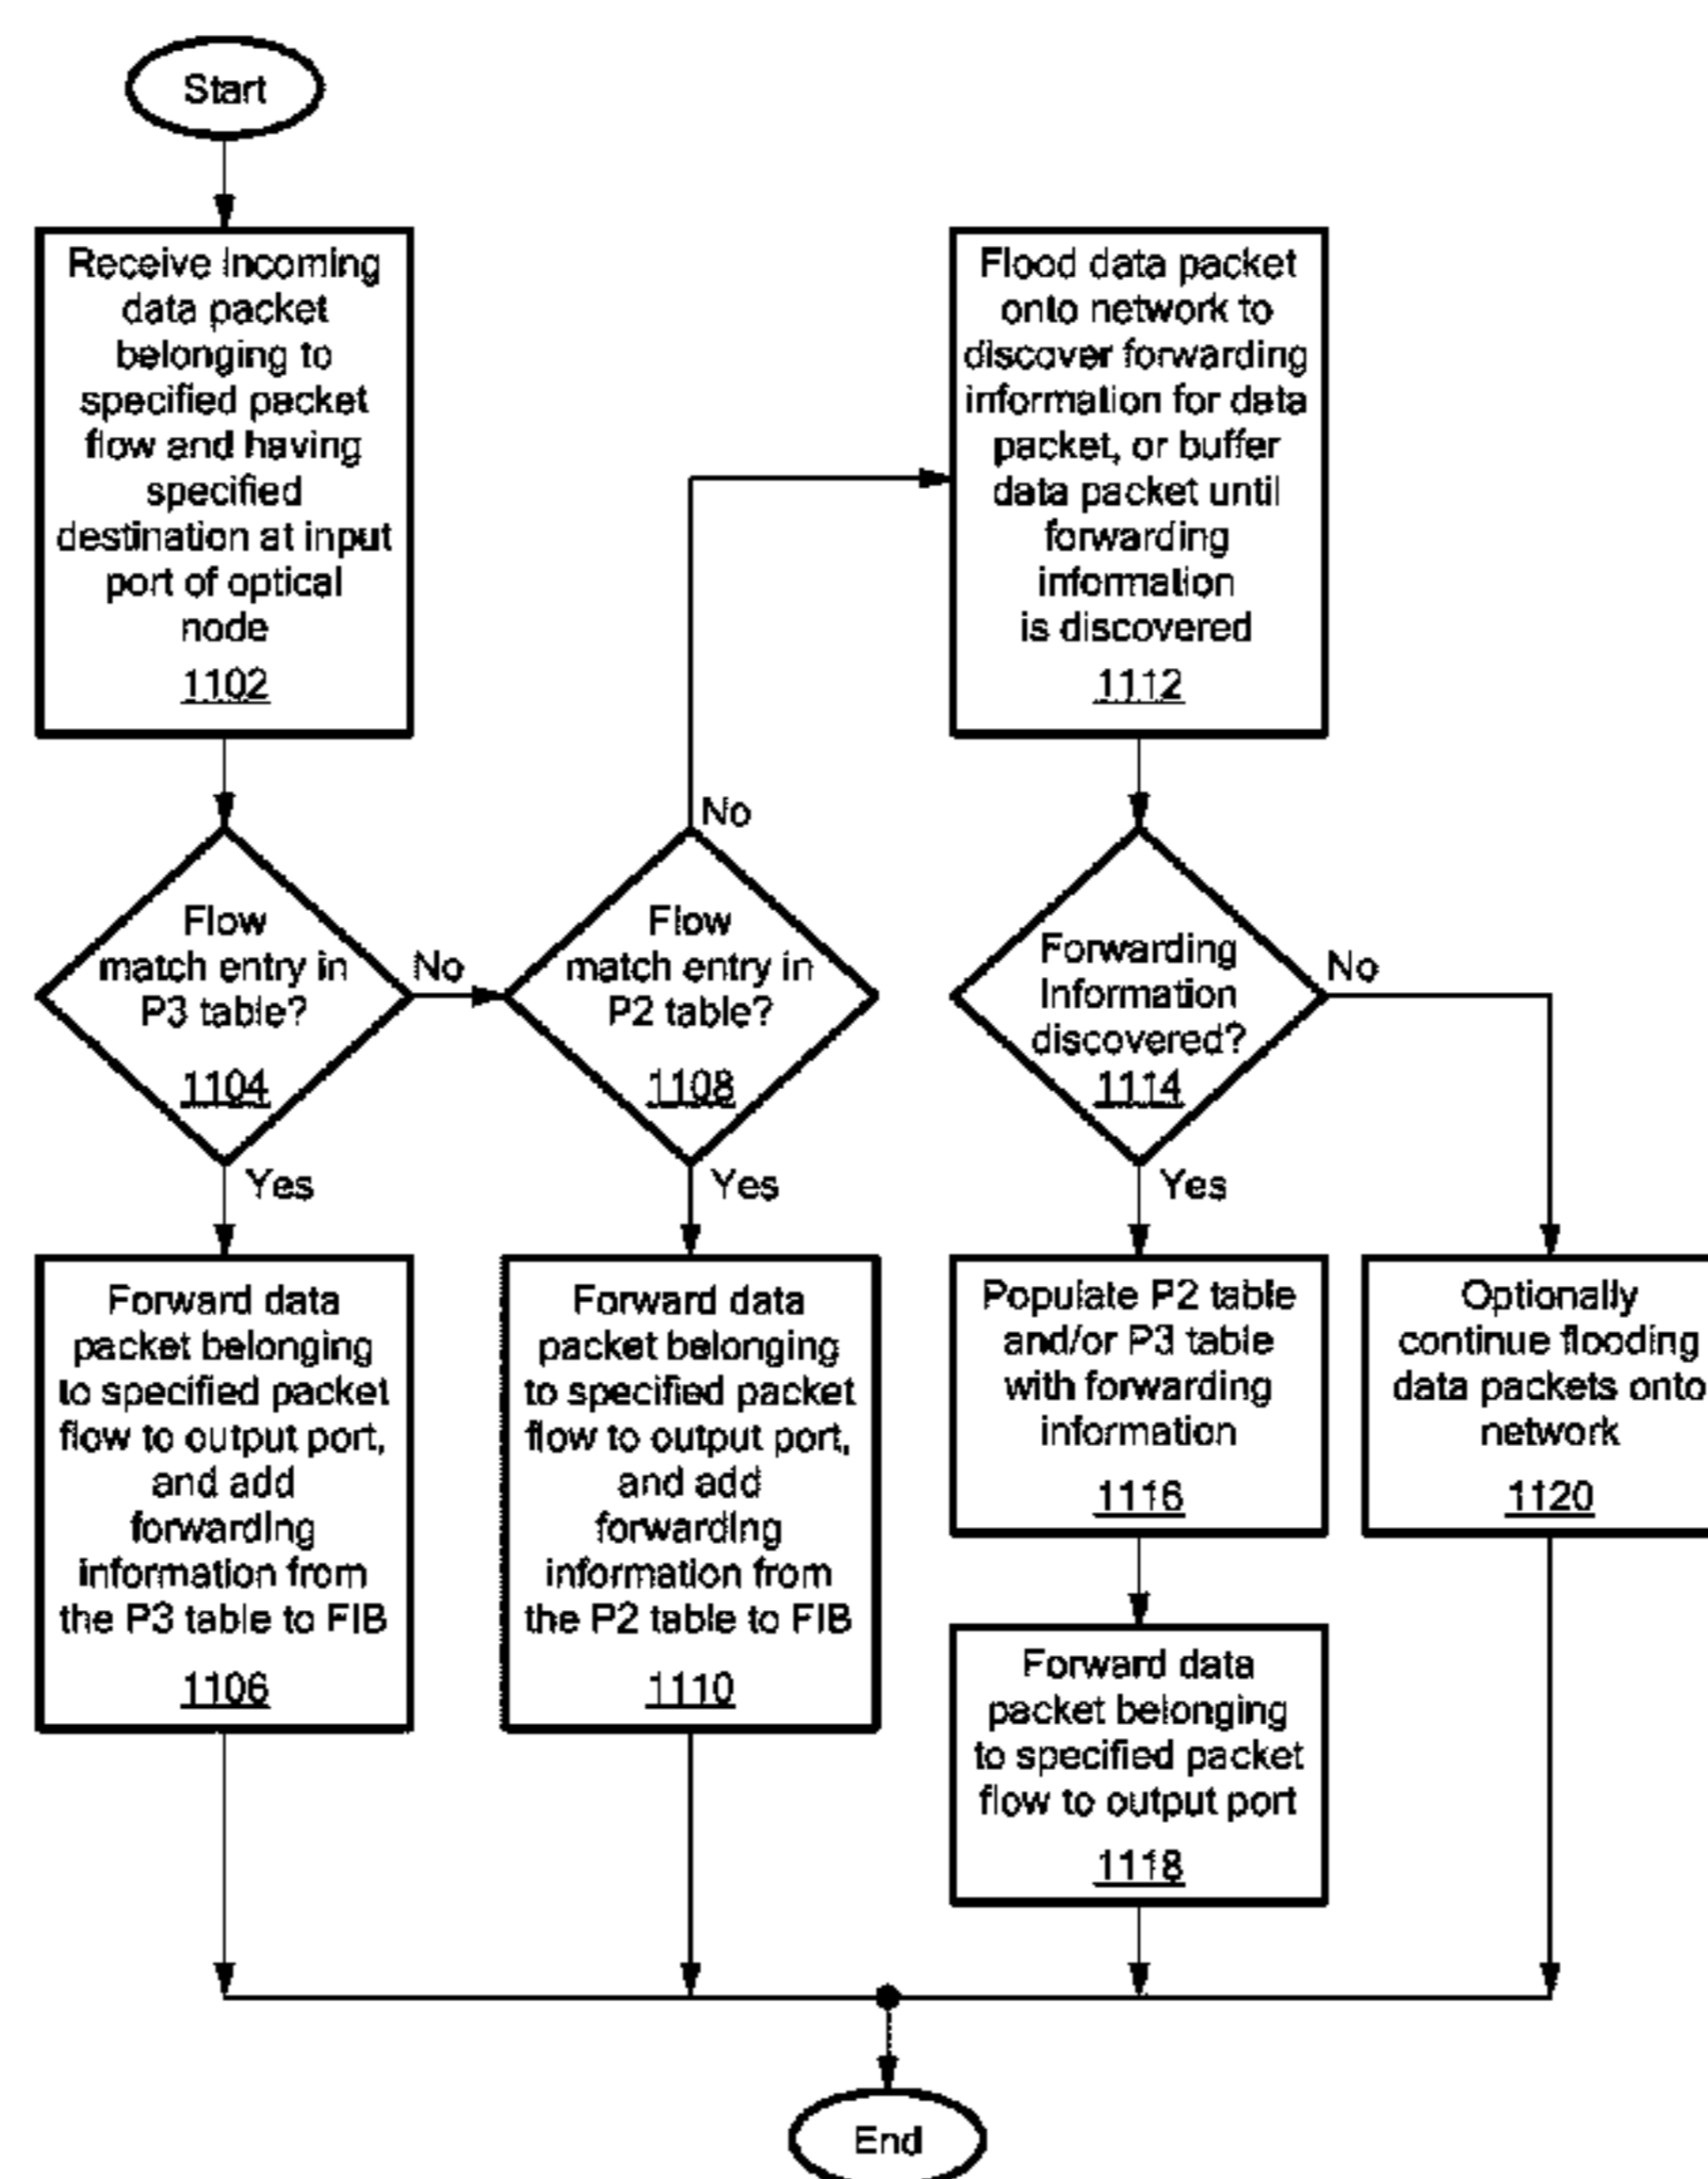 Start
Receive Incoming
data packet
belonging to
specified packet
flow and having
specified
destination at input
port of optical
node
1102
Flow
match entry in
P3 table?
1104
No
Yes
Forward data
packet belonging
to specified packet
flow to output port,
and add
forwarding
information from
the P3 table to FIB
1106
Flow
match entry in
P2 table?
1108
No
Yes
Forward data
packet belonging
to specified packet
flow to output port,
and add
forwarding
information from
the P2 table to FIB
1110
Flood data packet
onto network to
discover forwarding
information for data
packet, or buffer
data packet until
forwarding
information
is discovered
1112
Forwarding
Information
discovered?
1114
No
Yes
Populate P2 table
and/or P3 table
with forwarding
information
1116
Forward data
packet belonging
to specified packet
flow to output port
1118
Optionally
continue flooding
data packets onto
network
1120
End